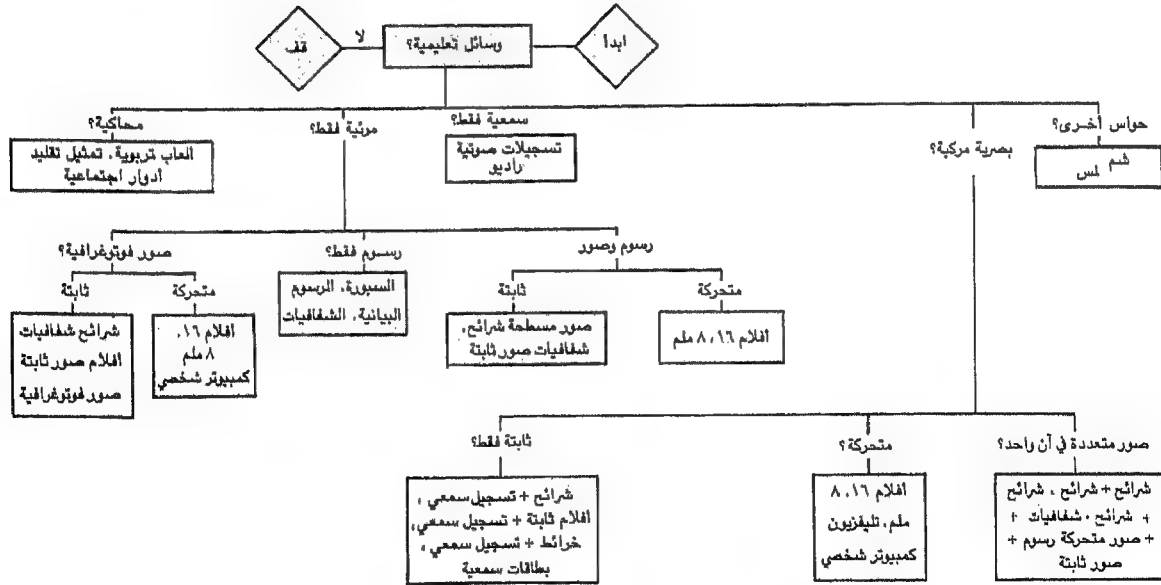 ابدأ
وسائل تعليمية؟
لا
قف
حواس أخرى؟
شم
لمس
بصرية مركبة؟
سمعية فقط؟
تسجيلات صوتية
راديو
مرئية فقط؟
محاكية؟
العاب تربوية، تمثيل تقليد
أدوار اجتماعية
رسوم وصور
رسوم فقط؟
صور فوتوغرافية؟
متحركة
افلام ١٦، ٨ ملم
ثابتة
صور مسطحة شرائح،
شفافيات صور ثابتة
السبورة، الرسوم
البيانية، الشفافيات
متحركة
افلام ١٦،
٨ ملم
كمبيوتر شخصي
ثابتة
شرائح شفافيات
أفلام صور ثابتة
صور فوتوغرافية
صور متعددة في آن واحد؟
شرائح + شرائح ، شرائح
+ شرائح ، شفافيات +
+ صور متحركة رسوم +
صور ثابتة
متحركة؟
افلام ١٦، ٨
ملم، تليفزيون
كمبيوتر شخصي
ثابتة فقط؟
شرائح + تسجيل سمعي ،
أفلام ثابتة + تسجيل سمعي،
خرائط + تسجيل سمعي ،
بطاقات سمعية